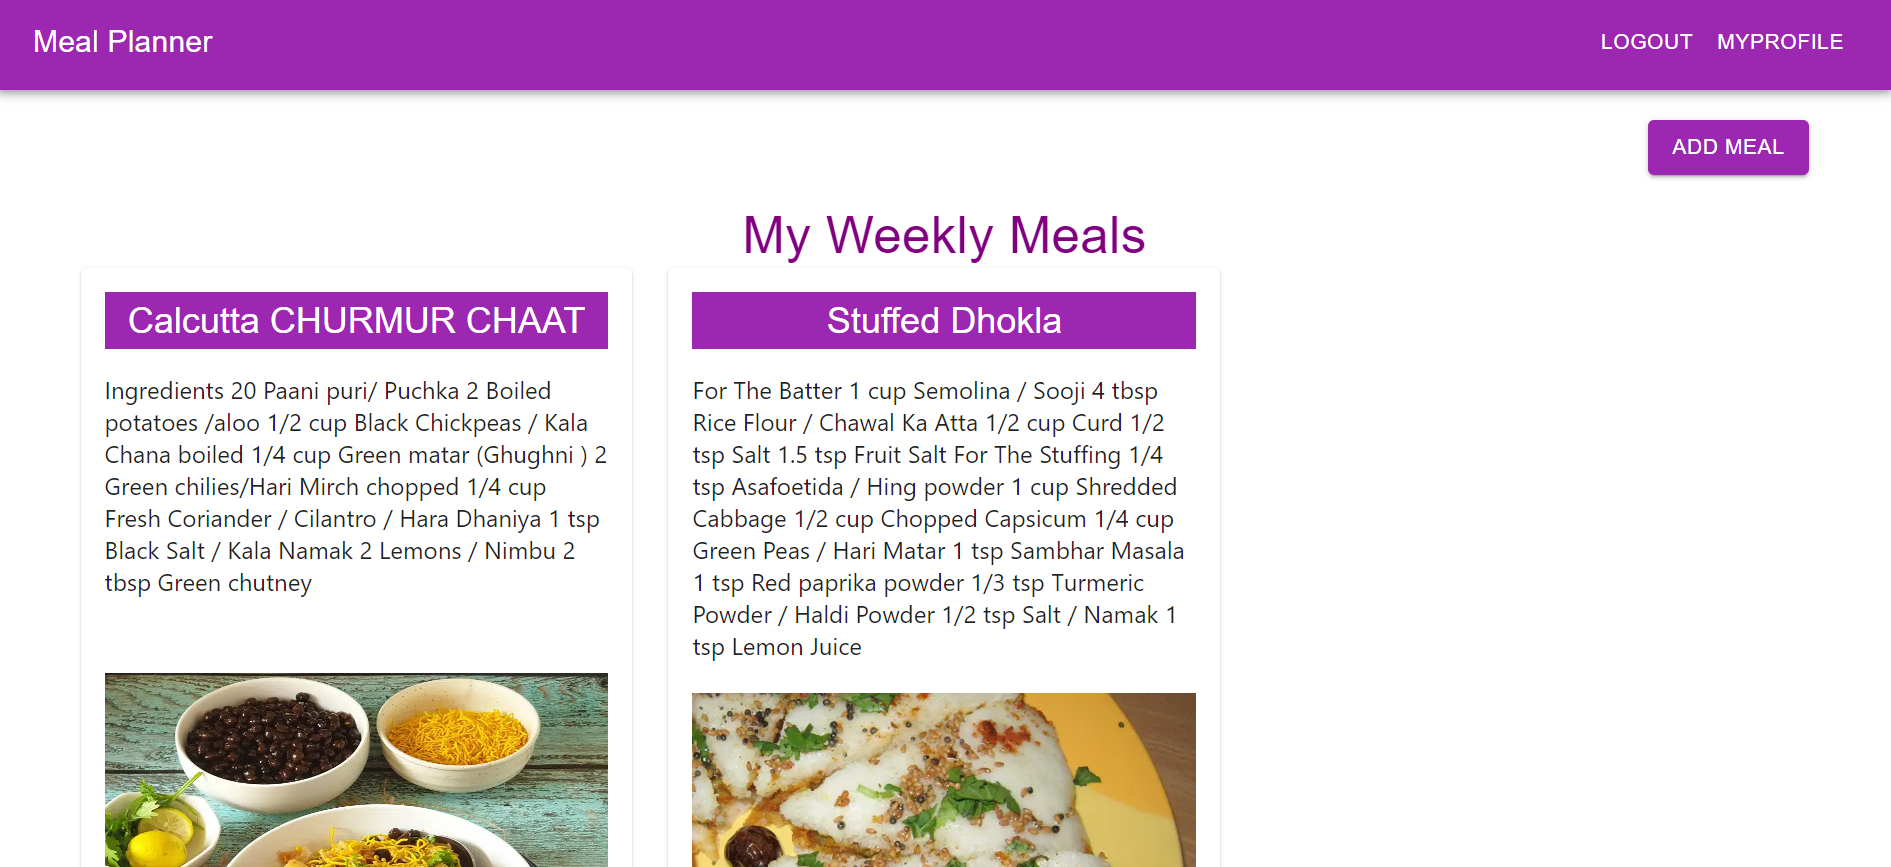 Meal Planner
LOGOUT MYPROFILE
ADD MEAL
My Weekly Meals
Calcutta CHURMUR CHAAT
Ingredients 20 Paani puri/ Puchka 2 Boiled
potatoes /aloo 1/2 cup Black Chickpeas / Kala
Chana boiled 1/4 cup Green matar (Ghughni ) 2
Green chilies/Hari Mirch chopped 1/4 cup
Fresh Coriander / Cilantro / Hara Dhaniya 1 tsp
Black Salt / Kala Namak 2 Lemons / Nimbu 2
tbsp Green chutney
Stuffed Dhokla
For The Batter 1 cup Semolina / Sooji 4 tbsp
Rice Flour / Chawal Ka Atta 1/2 cup Curd 1/2
tsp Salt 1.5 tsp Fruit Salt For The Stuffing 1/4
tsp Asafoetida / Hing powder 1 cup Shredded
Cabbage 1/2 cup Chopped Capsicum 1/4 cup
Green Peas / Hari Matar 1 tsp Sambhar Masala
1 tsp Red paprika powder 1/3 tsp Turmeric
Powder / Haldi Powder 1/2 tsp Salt / Namak 1
tsp Lemon Juice